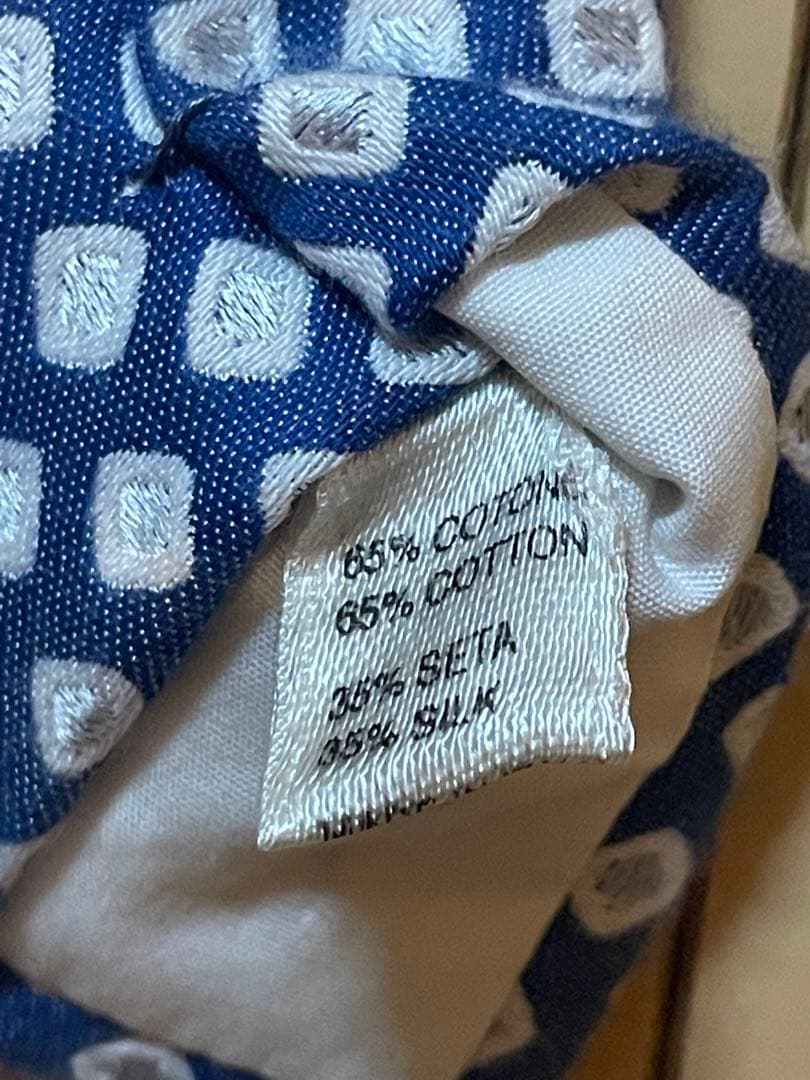 65% COTONE
65% COTTON
35% SETA
35% SILK